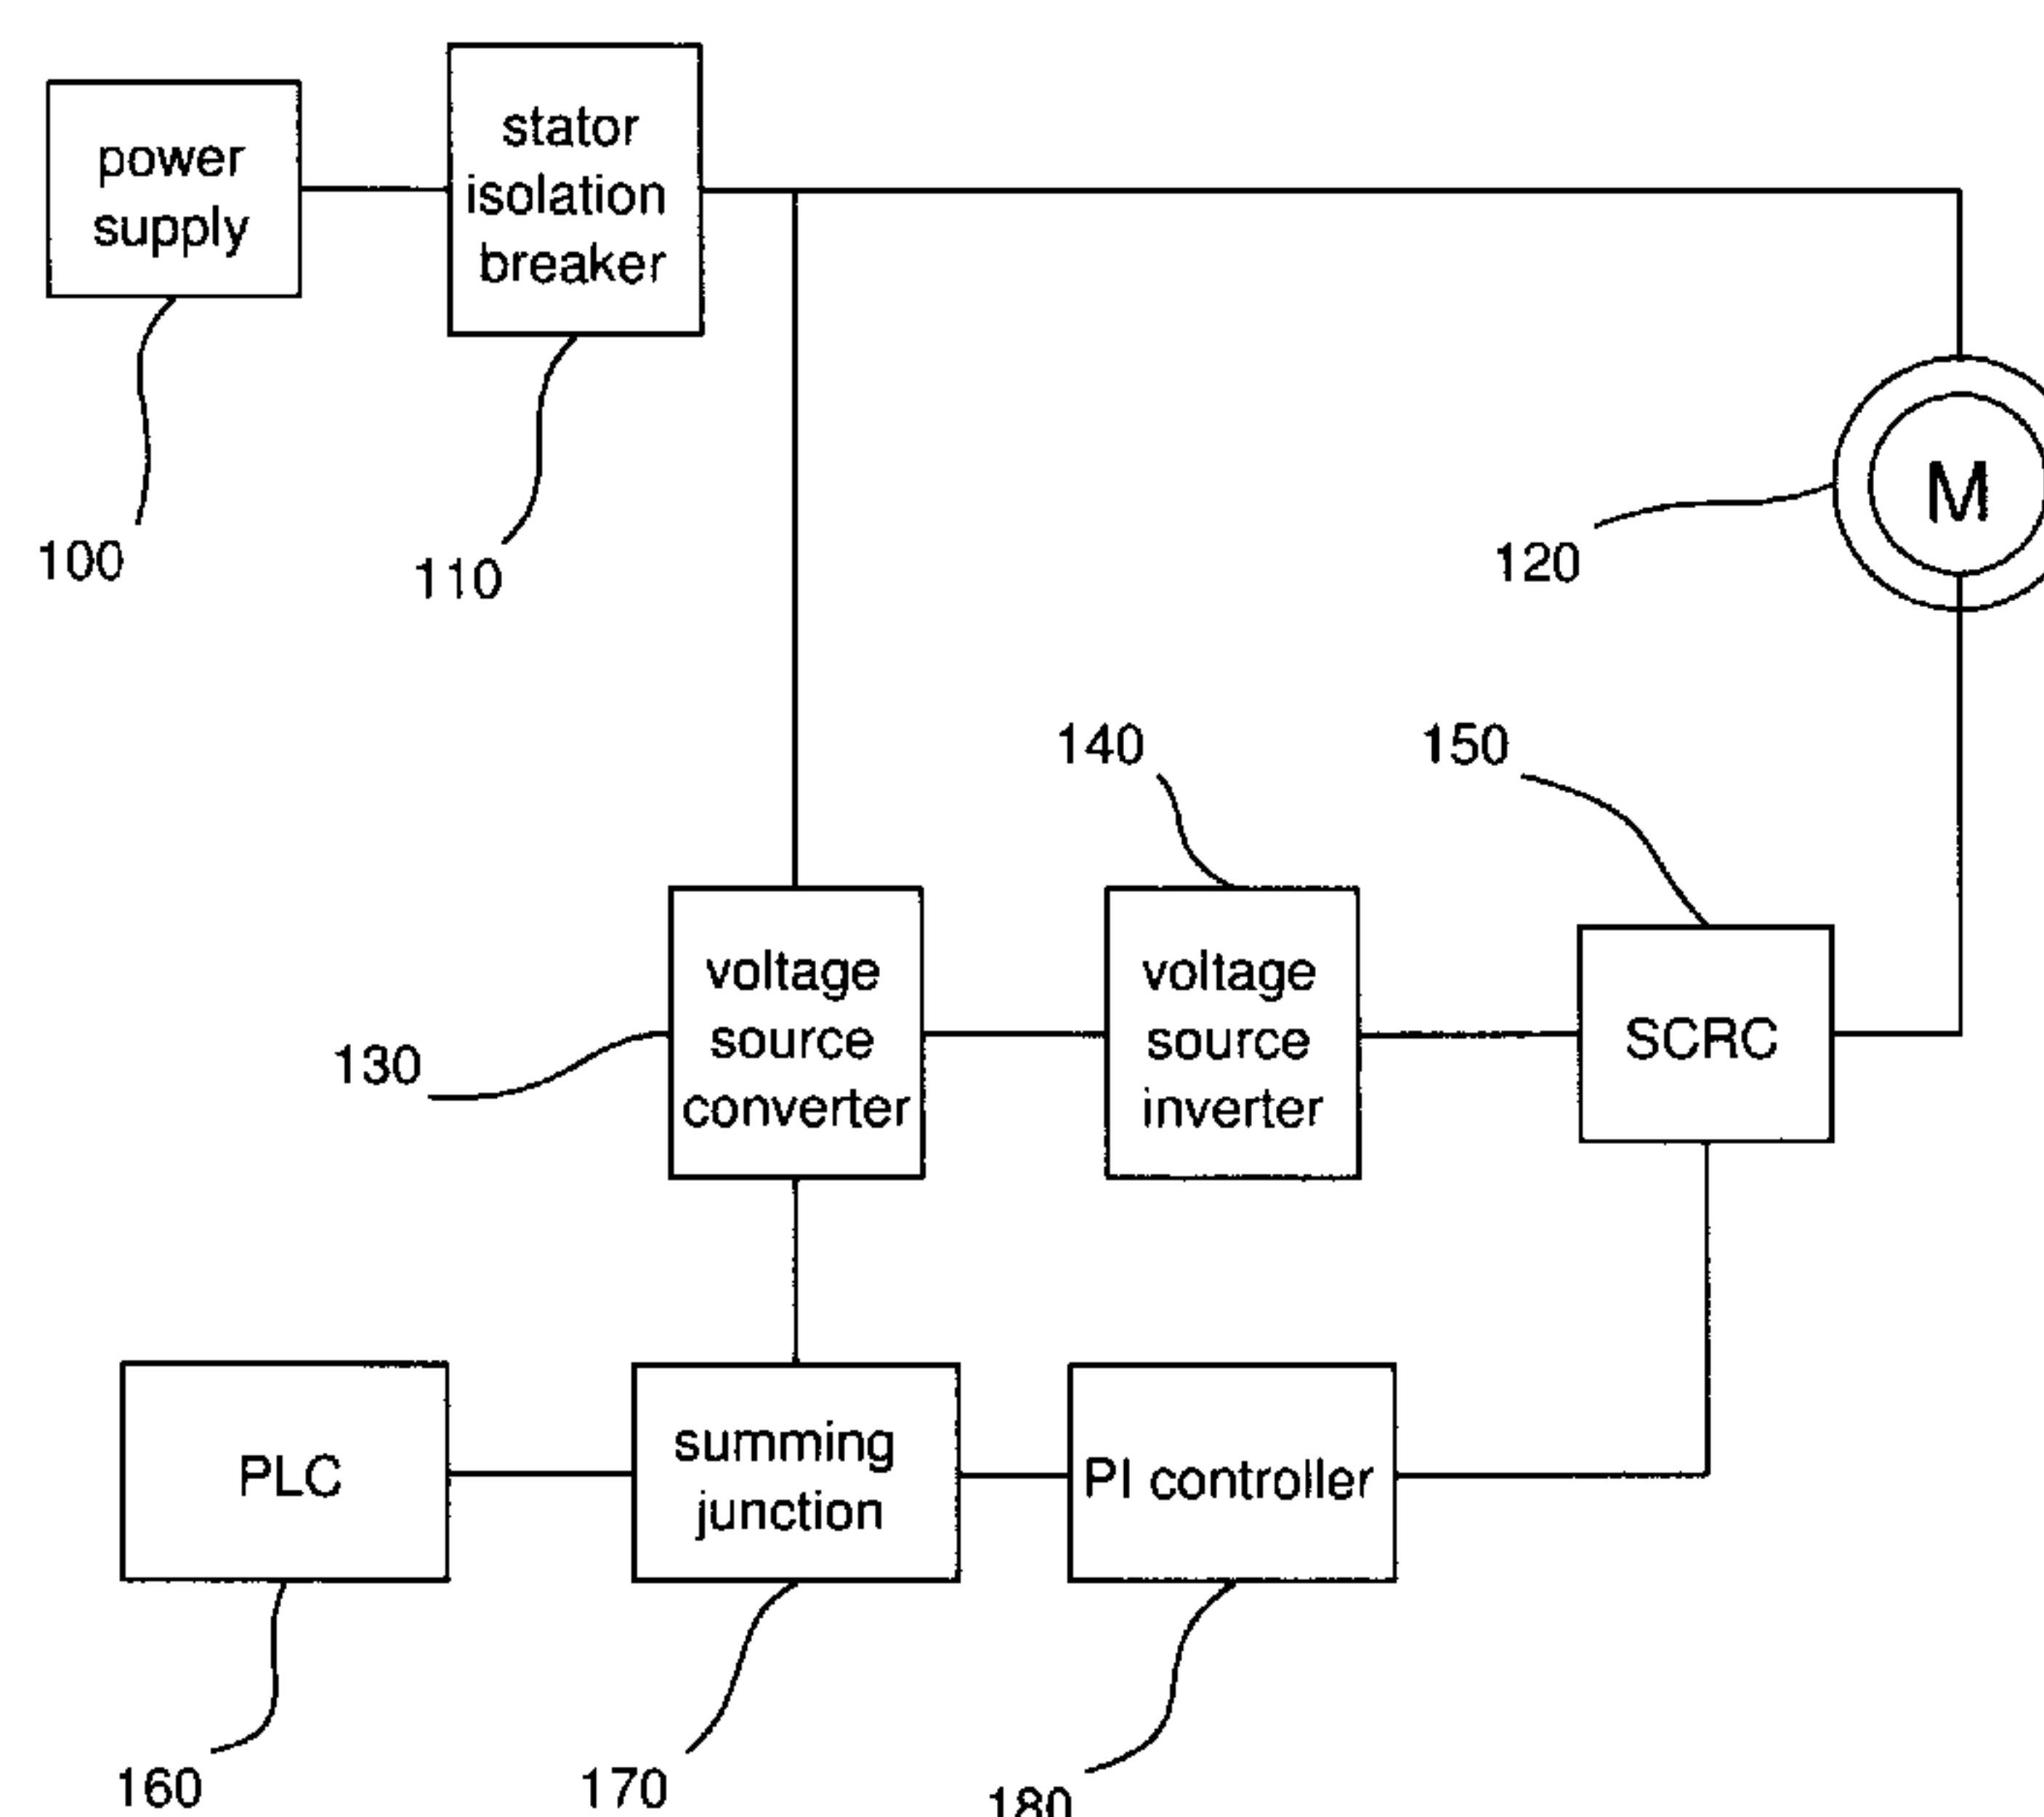 power
supply
stator
isolation
breaker
100
110
M
120
140
150
voltage
source
converter
voltage
source
inverter
SCRC
130
PLC
summing
junction
PI controller
160
170
180